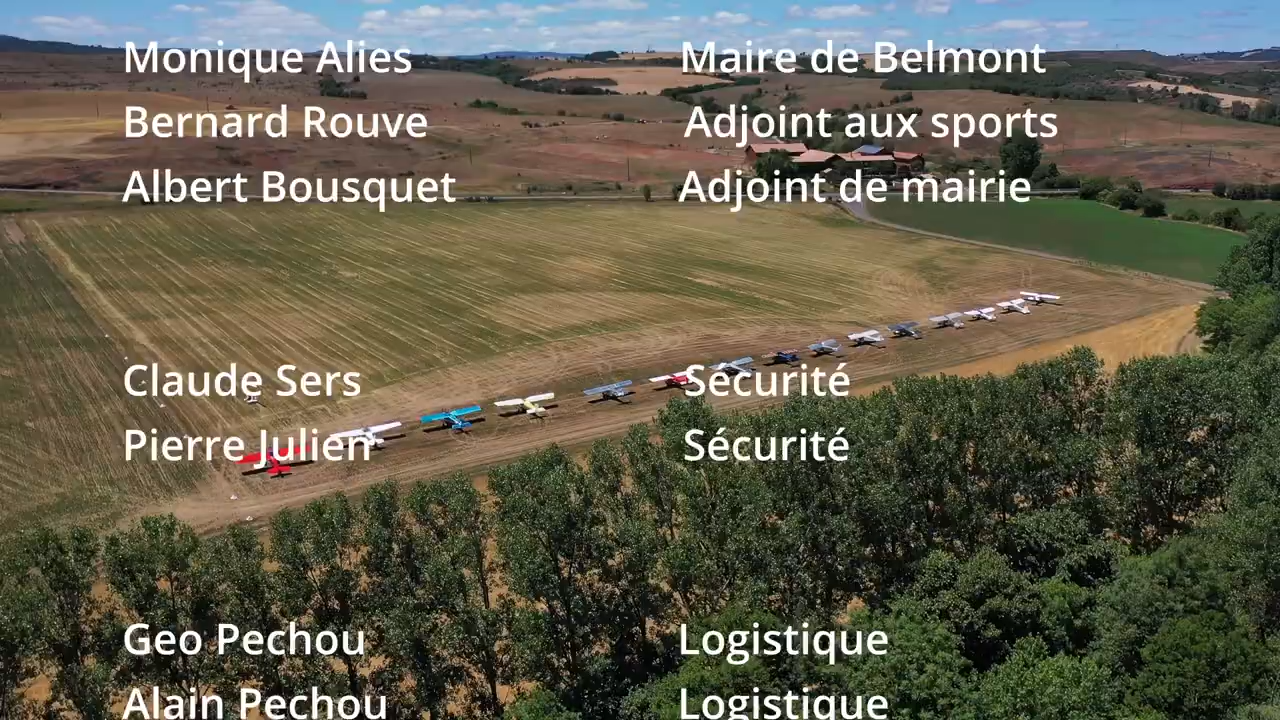 Monique Alies Maire de Belmont
Bernard Rouve Adjoint aux sports
Albert Bousquet Adjoint de mairie
Claude Sers Sécurité
Pierre Julien Sécurité
Geo Pechou Logistique
Alain Pechou Logistique